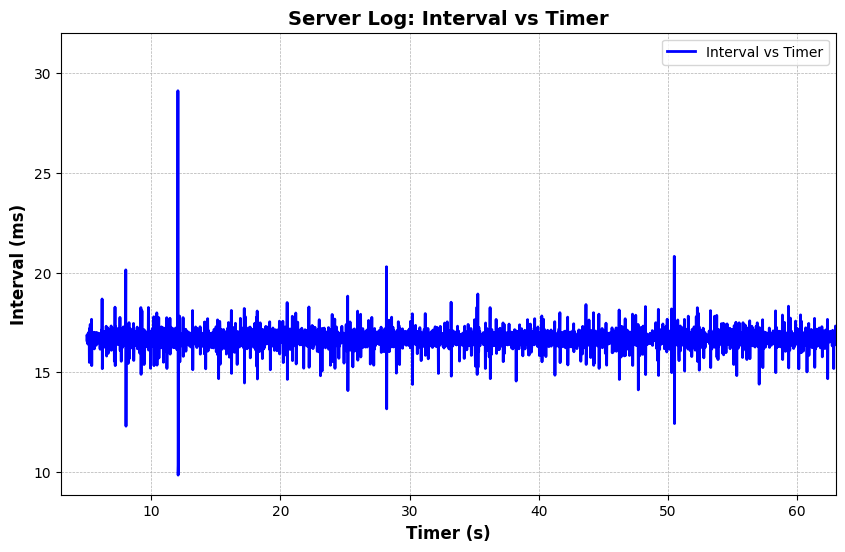 Server Log: Interval vs Timer
Interval vs Timer
30
25
20
15
10
Interval (ms)
10 20 30 40 50 60
Timer (s)